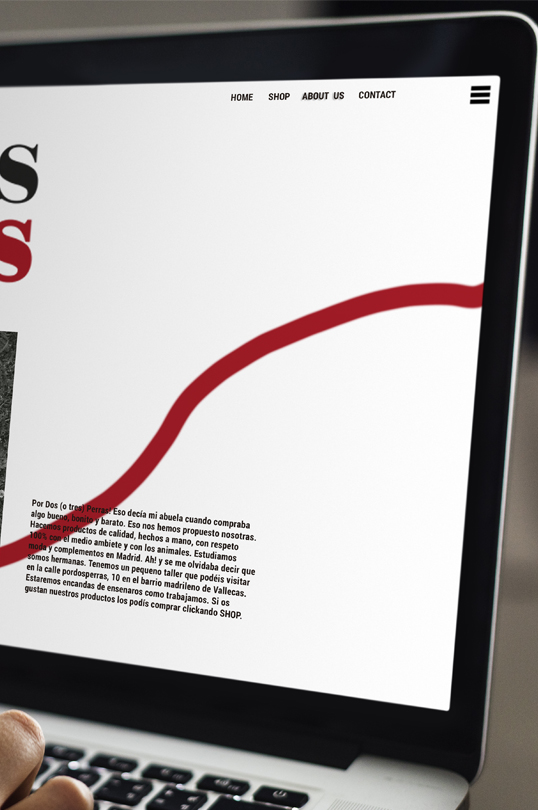 HOME SHOP ABOUT US CONTACT
S
S
Por Dos (o tres) Perras! Eso decía mi abuela cuando compraba
algo bueno, bonito y barato. Eso nos hemos propuesto nosotras.
Hacemos productos de calidad, hechos a mano, con respeto
100% con el medio ambiete y con los animales. Estudiamos
moda y complementos en Madrid. Ah! y se me olvidaba decir que
somos hermanas. Tenemos un pequeno taller que podéis visitar
en la calle pordosperras, 10 en el barrio madrileno de Vallecas.
Estaremos encandas de ensenaros como trabajamos. Si os
gustan nuestros productos los podís comprar clickando SHOP.